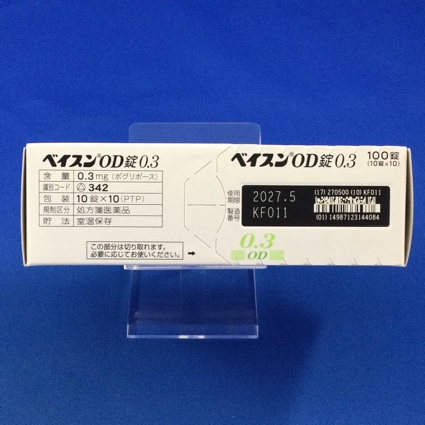 ベイスン®OD錠0.3
含量 0.3mg(ボグリボース)
識別コード 342
包装 10錠×10(PTP)
規制区分 処方箋医薬品
貯法 室温保存
この部分は切り取れます。
必要に応じてお使いください。→
ベイスン®OD錠0.3 100錠
(10錠×10)
使用
期限 2027.5
製造
番号 KF011
(17) 270500 (10) KF011
(01) 14987123144084
0.3
OD